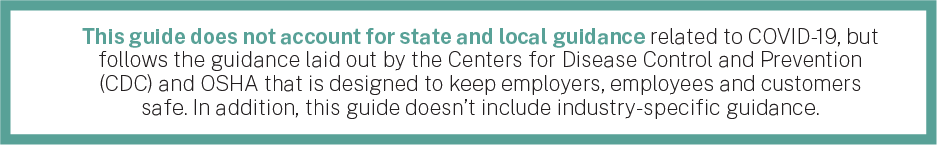 This guide does not account for state and local guidance related to COVID-19, but
follows the guidance laid out by the Centers for Disease Control and Prevention
(CDC) and OSHA that is designed to keep employers, employees and customers
safe. In addition, this guide doesn’t include industry-specific guidance.